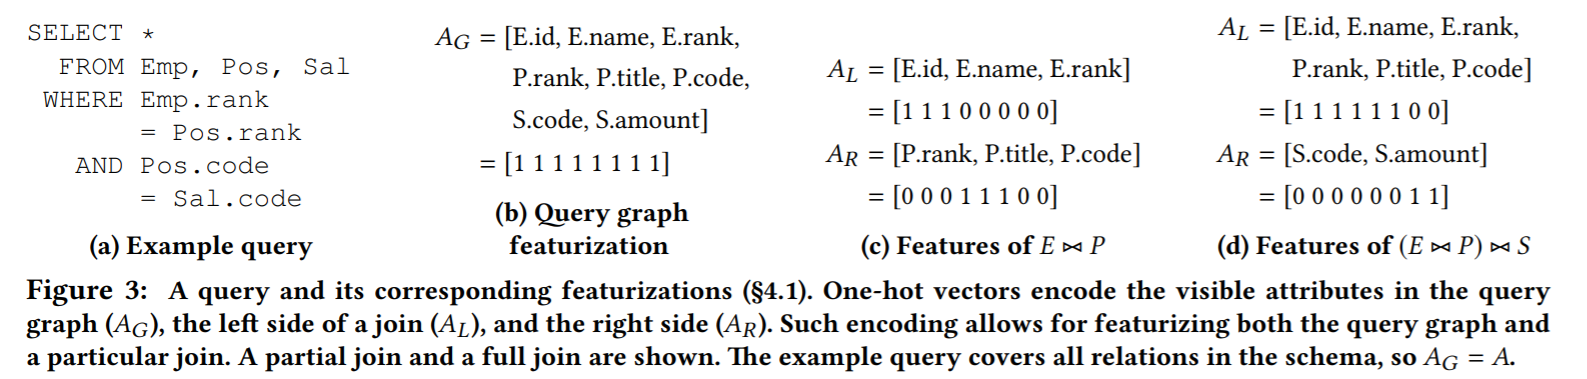 SELECT *
FROM Emp, Pos, Sal
WHERE Emp.rank
= Pos.rank
AND Pos.code
= Sal.code
(a) Example query
A_G = [E.id, E.name, E.rank,
P.rank, P.title, P.code,
S.code, S.amount]
= [1 1 1 1 1 1 1 1]
(b) Query graph
featurization
A_L = [E.id, E.name, E.rank]
= [1 1 1 0 0 0 0 0]
A_R = [P.rank, P.title, P.code]
= [0 0 0 1 1 1 0 0]
(c) Features of E ⋈ P
A_L = [E.id, E.name, E.rank,
P.rank, P.title, P.code]
= [1 1 1 1 1 1 0 0]
A_R = [S.code, S.amount]
= [0 0 0 0 0 0 1 1]
(d) Features of (E ⋈ P) ⋈ S
Figure 3: A query and its corresponding featurizations (§4.1). One-hot vectors encode the visible attributes in the query
graph (A_G), the left side of a join (A_L), and the right side (A_R). Such encoding allows for featurizing both the query graph and
a particular join. A partial join and a full join are shown. The example query covers all relations in the schema, so A_G = A.